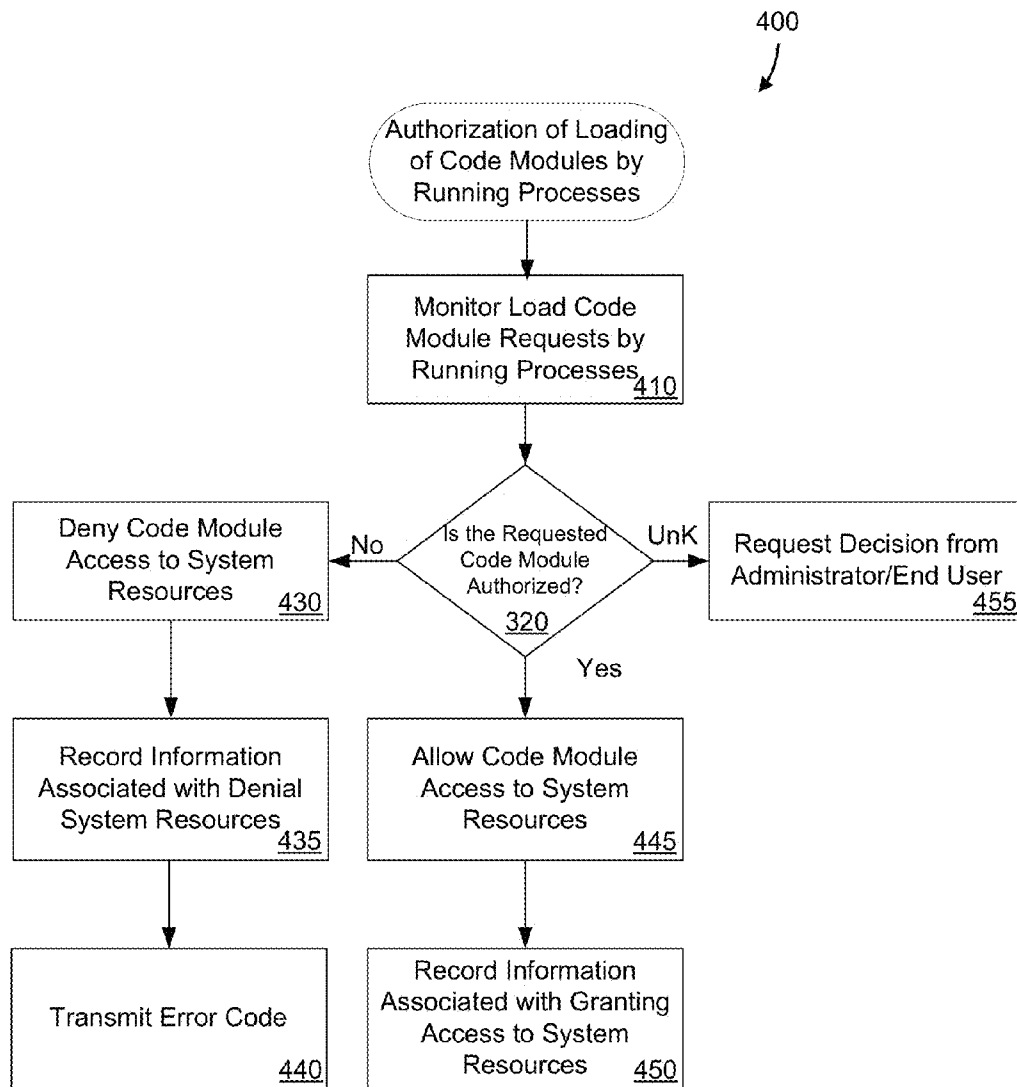 400
Authorization of Loading
of Code Modules by
Running Processes
Monitor Load Code
Module Requests by
Running Processes
410
Is the Requested
Code Module
Authorized?
320
No
UnK
Yes
Deny Code Module
Access to System
Resources
430
Request Decision from
Administrator/End User
455
Record Information
Associated with Denial
System Resources
435
Allow Code Module
Access to System
Resources
445
Transmit Error Code
440
Record Information
Associated with Granting
Access to System
Resources
450